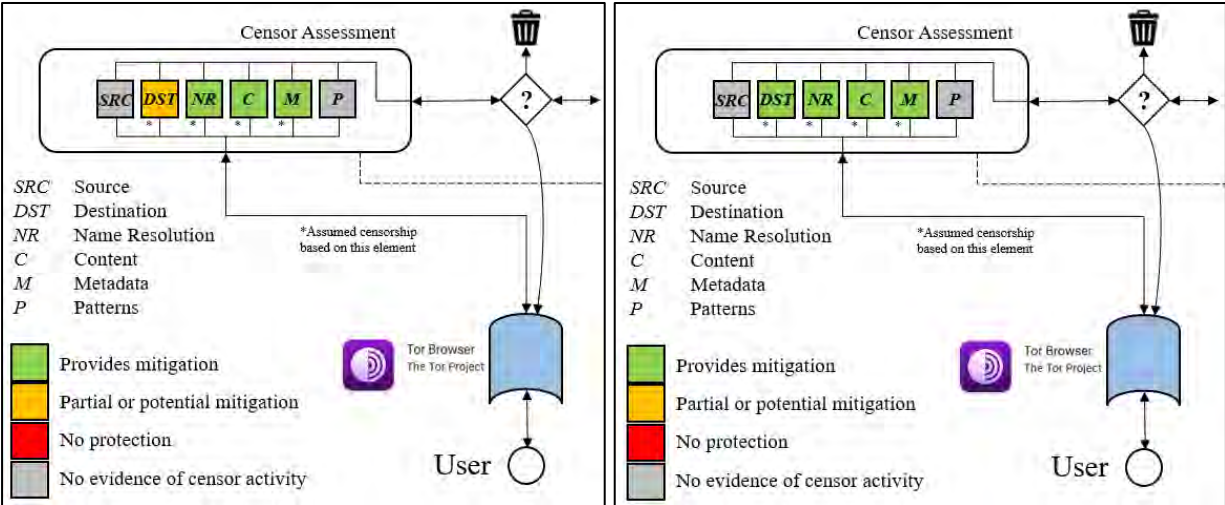 Censor Assessment
SRC DST NR C M P
* * * *
?
SRC Source
DST Destination
NR Name Resolution
C Content
M Metadata
P Patterns
*Assumed censorship
based on this element
Provides mitigation
Partial or potential mitigation
No protection
No evidence of censor activity
Tor Browser
The Tor Project
User
Censor Assessment
SRC DST NR C M P
* * * *
?
SRC Source
DST Destination
NR Name Resolution
C Content
M Metadata
P Patterns
*Assumed censorship
based on this element
Provides mitigation
Partial or potential mitigation
No protection
No evidence of censor activity
Tor Browser
The Tor Project
User